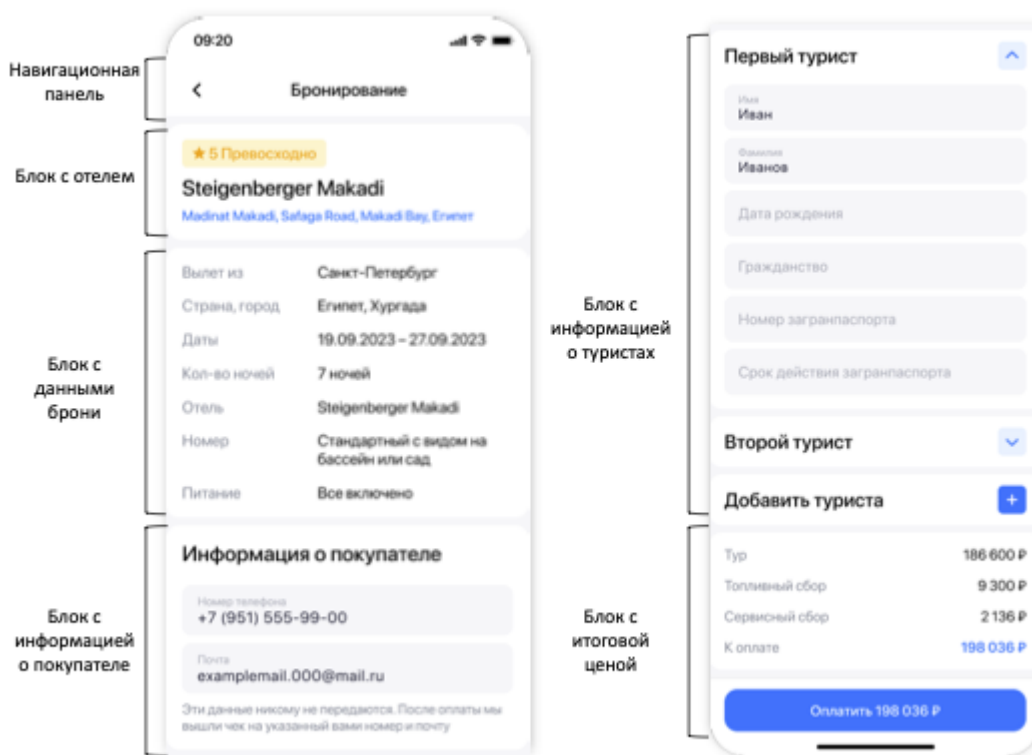 09:20
Навигационная
панель
Бронирование
Блок с отелем
★ 5 Превосходно
Steigenberger Makadi
Madinat Makadi, Safaga Road, Makadi Bay, Египет
Блок с
данными
брони
Вылет из Санкт-Петербург
Страна, город Египет, Хургада
Даты 19.09.2023 – 27.09.2023
Кол-во ночей 7 ночей
Отель Steigenberger Makadi
Номер Стандартный с видом на
бассейн или сад
Питание Все включено
Блок с
информацией
о покупателе
Информация о покупателе
Номер телефона
+7 (951) 555-99-00
Почта
examplemail.000@mail.ru
Эти данные никому не передаются. После оплаты мы
вышли чек на указанный вами номер и почту
Блок с
информацией
о туристах
Первый турист
Имя
Иван
Фамилия
Иванов
Дата рождения
Гражданство
Номер загранпаспорта
Срок действия загранпаспорта
Второй турист
Добавить туриста
+
Блок с
итоговой
ценой
Тур 186 600 ₽
Топливный сбор 9 300 ₽
Сервисный сбор 2 136 ₽
К оплате 198 036 ₽
Оплатить 198 036 ₽